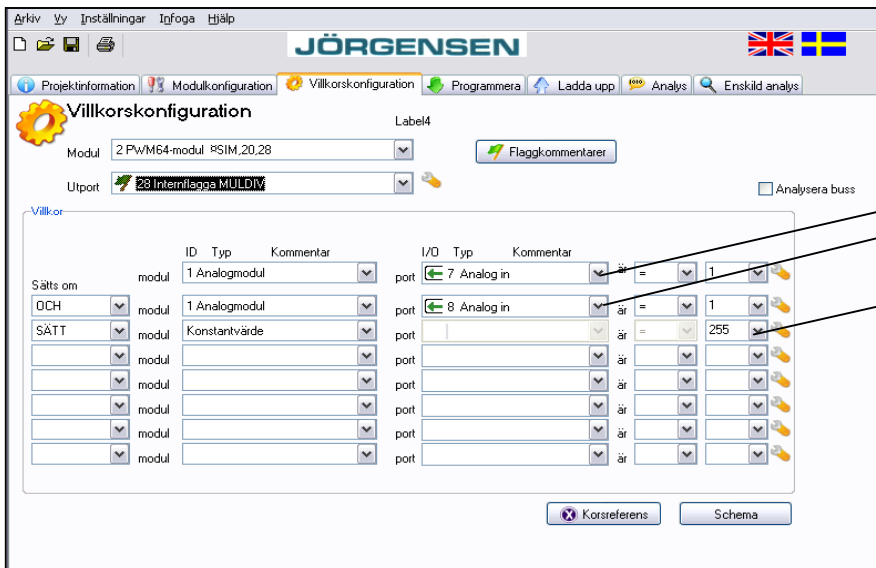 Arkiv Vy Inställningar Infoga Hjälp
JÖRGENSEN
Projektinformation Modulkonfiguration Villkorskonfiguration Programmera Ladda upp Analys Enskild analys
Villkorskonfiguration
Label4
Modul 2 PWM64-modul ¤SIM,20,28 Flaggkommentarer
Utport 28 Internflagga MULDIV Analysera buss
Villkor
ID Typ Kommentar I/O Typ Kommentar
Sätts om modul 1 Analogmodul port 7 Analog in är = 1
OCH modul 1 Analogmodul port 8 Analog in är = 1
SÄTT modul Konstantvärde port är = 255
modul port är
modul port är
modul port är
modul port är
modul port är
Korsreferens Schema